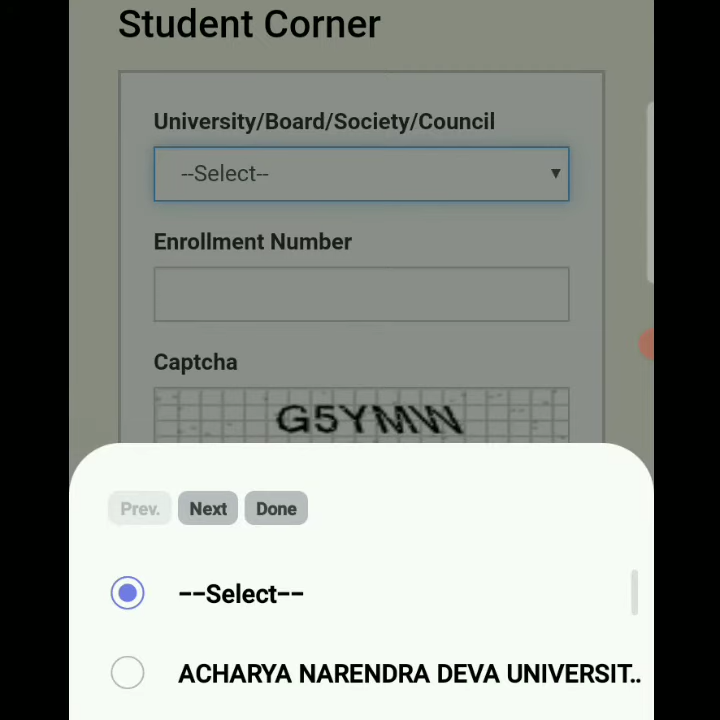 Student Corner
University/Board/Society/Council
--Select--
Enrollment Number
Captcha
G5YMW
Prev. Next Done
--Select--
ACHARYA NARENDRA DEVA UNIVERSIT..